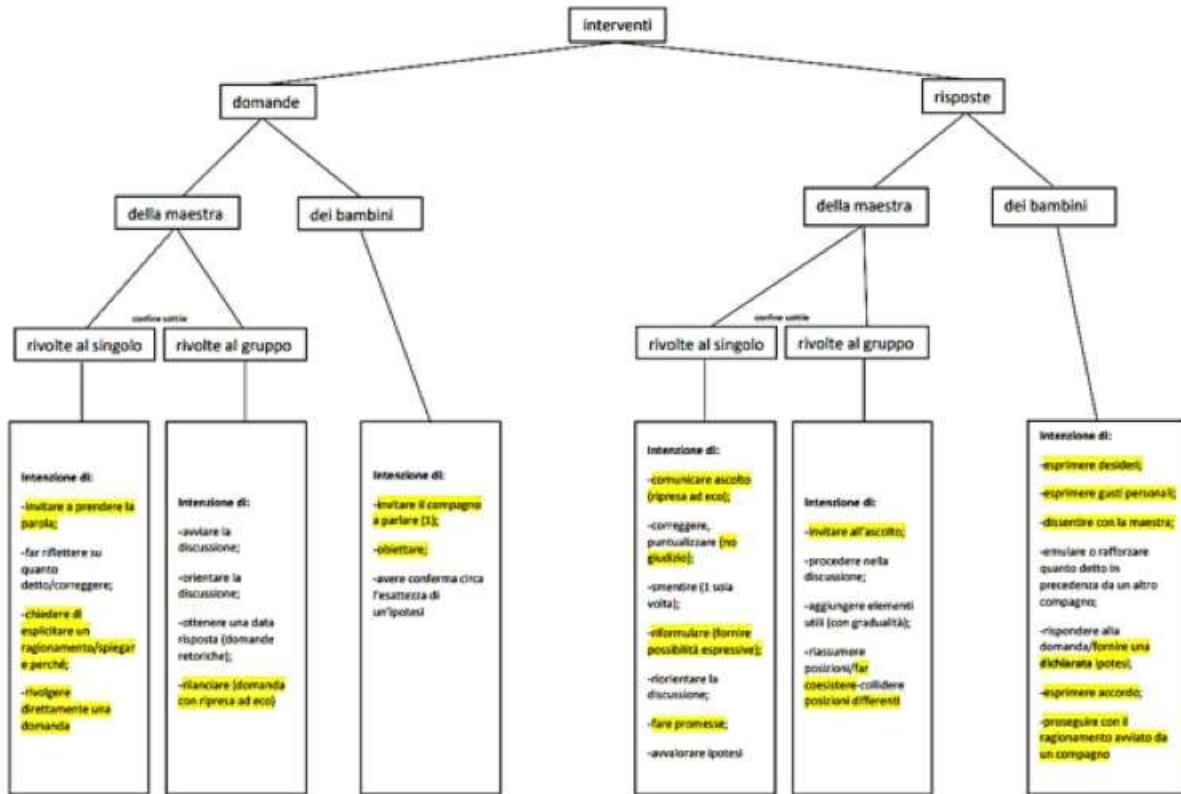 interventi
domande
risposte
della maestra
dei bambini
della maestra
dei bambini
confine sottile
confine sottile
rivolte al singolo
rivolte al gruppo
rivolte al singolo
rivolte al gruppo
Intenzione di:
-invitare a prendere la
parola;
-far riflettere su
quanto
detto/correggere;
-chiedere di
esplicitare un
ragionamento/spiegar
e perché;
-rivolgere
direttamente una
domanda
Intenzione di:
-avviare la
discussione;
-orientare la
discussione;
-ottenere una data
risposta (domande
retoriche);
-rilanciare (domanda
con ripresa ad eco)
Intenzione di:
-invitare il compagno
a parlare (1);
-obiettare;
-avere conferma circa
l'esattezza di
un'ipotesi
Intenzione di:
-comunicare ascolto
(ripresa ad eco);
-correggere,
puntualizzare (no
giudizio);
-smentire (1 sola
volta);
-riformulare (fornire
possibilità espressive);
-riorientare la
discussione;
-fare promesse;
-avvalorare ipotesi
Intenzione di:
-invitare all'ascolto;
-procedere nella
discussione;
-aggiungere elementi
utili (con gradualità);
-riassumere
posizioni/far
coesistere-collidere
posizioni differenti
Intenzione di:
-esprimere desideri;
-esprimere gusti personali;
-dissentire con la maestra;
-emulare o rafforzare
quanto detto in
precedenza da un altro
compagno;
-rispondere alla
domanda/fornire una
dichiarata ipotesi,
-esprimere accordo;
-proseguire con il
ragionamento avviato da
un compagno